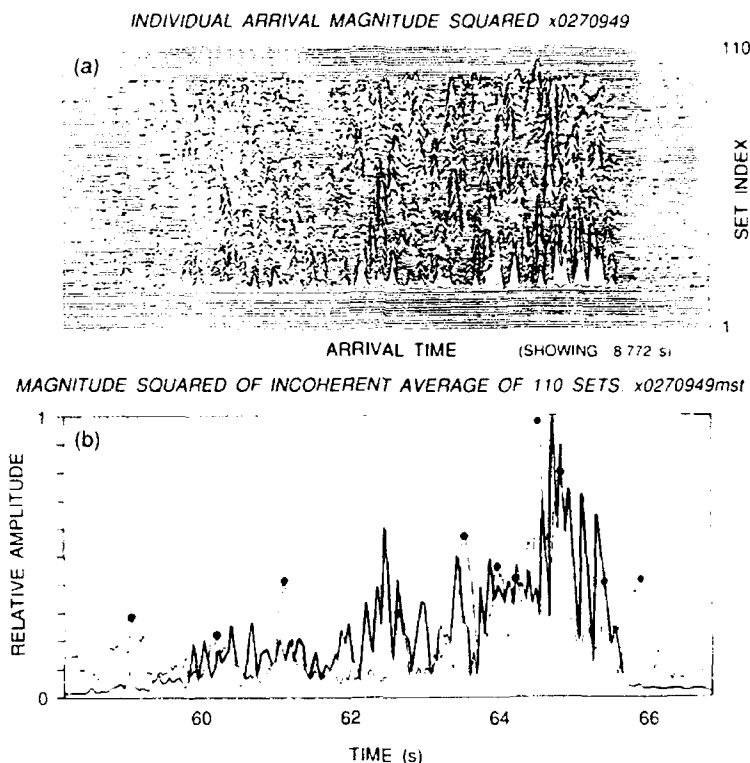 INDIVIDUAL ARRIVAL MAGNITUDE SQUARED x0270949
(a)
110
SET INDEX
1
ARRIVAL TIME (SHOWING 8 772 s)
MAGNITUDE SQUARED OF INCOHERENT AVERAGE OF 110 SETS. x0270949mst
1
(b)
RELATIVE AMPLITUDE
0
60 62 64 66
TIME (s)